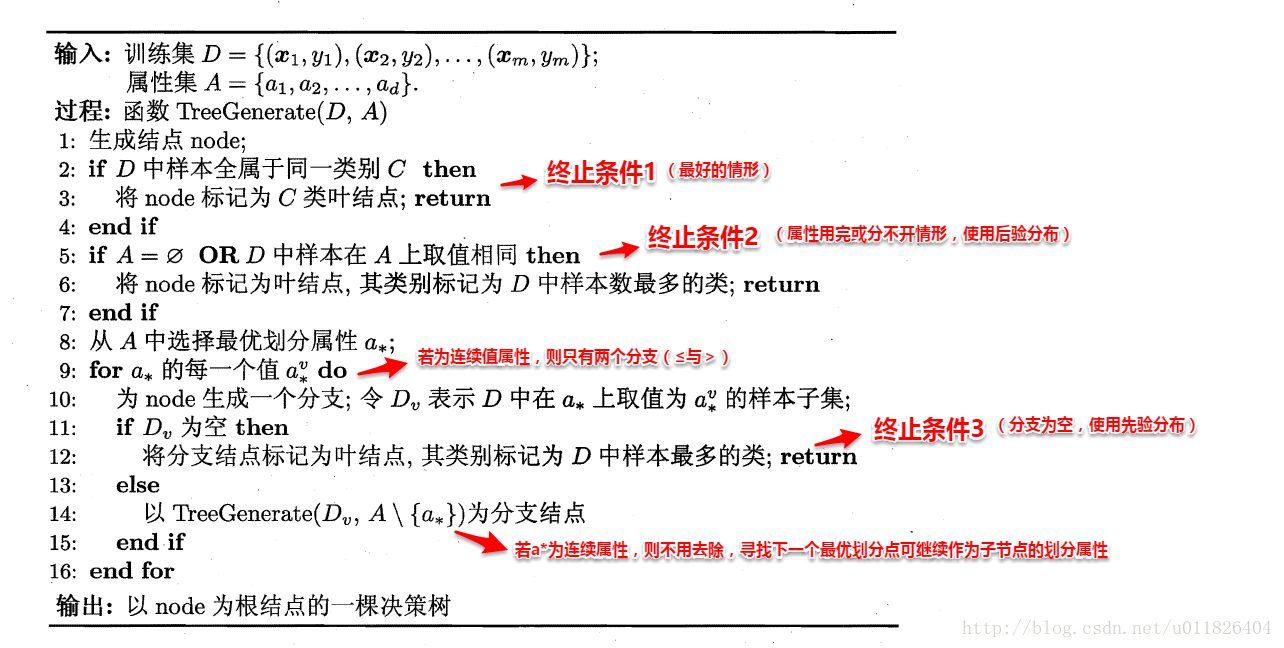 输入: 训练集 D = {(x₁, y₁), (x₂, y₂), . . . , (xₘ, yₘ)};
属性集 A = {a₁, a₂, . . . , a_d}.
过程: 函数 TreeGenerate(D, A)
1: 生成结点 node;
2: if D 中样本全属于同一类别 C then
终止条件1（最好的情形）
3: 将 node 标记为 C 类叶结点; return
4: end if
终止条件2（属性用完或分不开情形，使用后验分布）
5: if A = ∅ OR D 中样本在 A 上取值相同 then
6: 将 node 标记为叶结点, 其类别标记为 D 中样本数最多的类; return
7: end if
8: 从 A 中选择最优划分属性 a_*;
若为连续值属性，则只有两个分支（≤与>）
9: for a_* 的每一个值 a_*^v do
10: 为 node 生成一个分支; 令 D_v 表示 D 中在 a_* 上取值为 a_*^v 的样本子集;
11: if D_v 为空 then
终止条件3（分支为空，使用先验分布）
12: 将分支结点标记为叶结点, 其类别标记为 D 中样本最多的类; return
13: else
14: 以 TreeGenerate(D_v, A \ {a_*})为分支结点
15: end if
若a*为连续属性，则不用去除，寻找下一个最优划分点可继续作为子节点的划分属性
16: end for
输出: 以 node 为根结点的一棵决策树
http://blog.csdn.net/u011826404